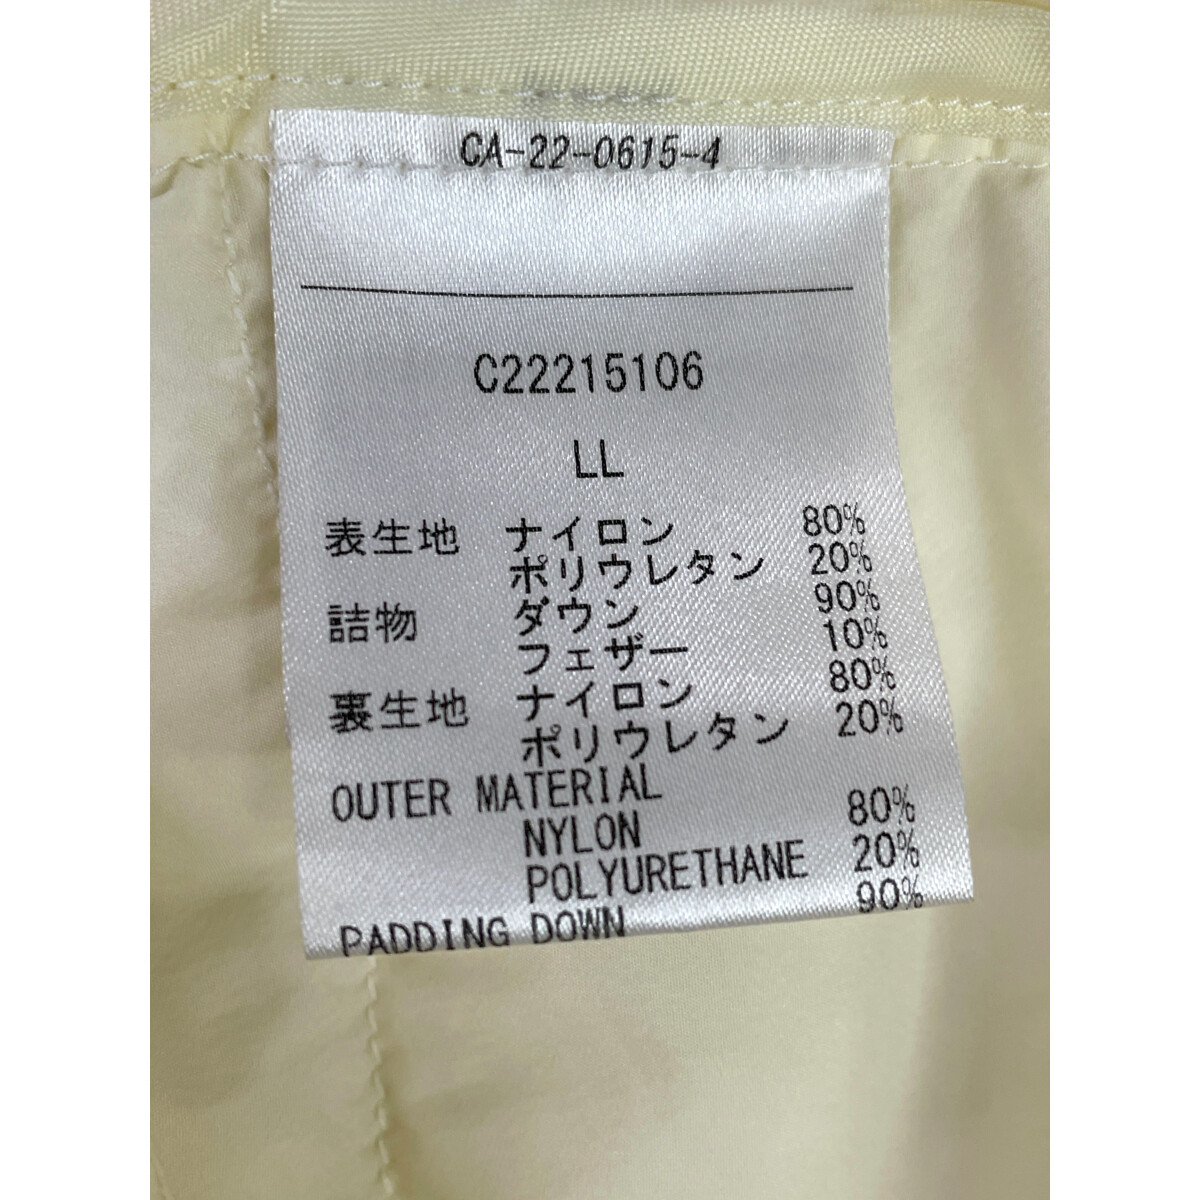 CA-22-0615-4
C22215106
LL
表生地 ナイロン 80%
ポリウレタン 20%
詰物 ダウン 90%
フェザー 10%
裏生地 ナイロン 80%
ポリウレタン 20%
OUTER MATERIAL
NYLON 80%
POLYURETHANE 20%
PADDING DOWN 90%